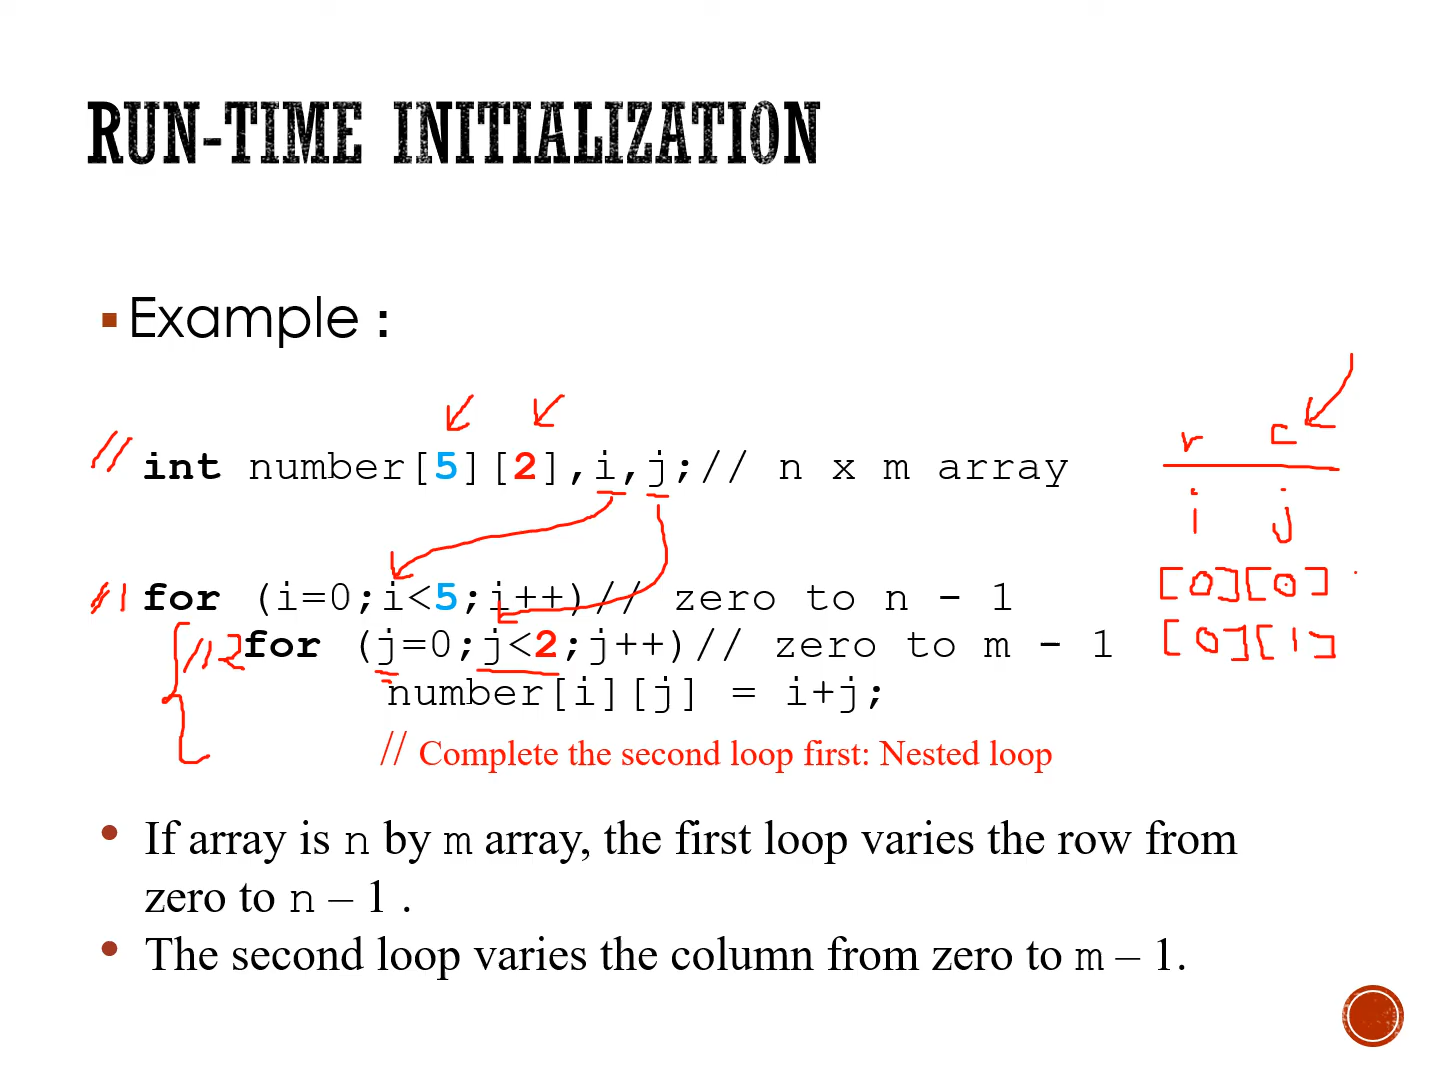 RUN-TIME INITIALIZATION
▪Example :
r c
// int number[5][2],i,j;// n x m array
i j
//1 for (i=0;i<5;i++)// zero to n - 1 [0][0]
//2 for (j=0;j<2;j++)// zero to m - 1 [0][1]
number[i][j] = i+j;
// Complete the second loop first: Nested loop
• If array is n by m array, the first loop varies the row from
zero to n – 1 .
• The second loop varies the column from zero to m – 1.